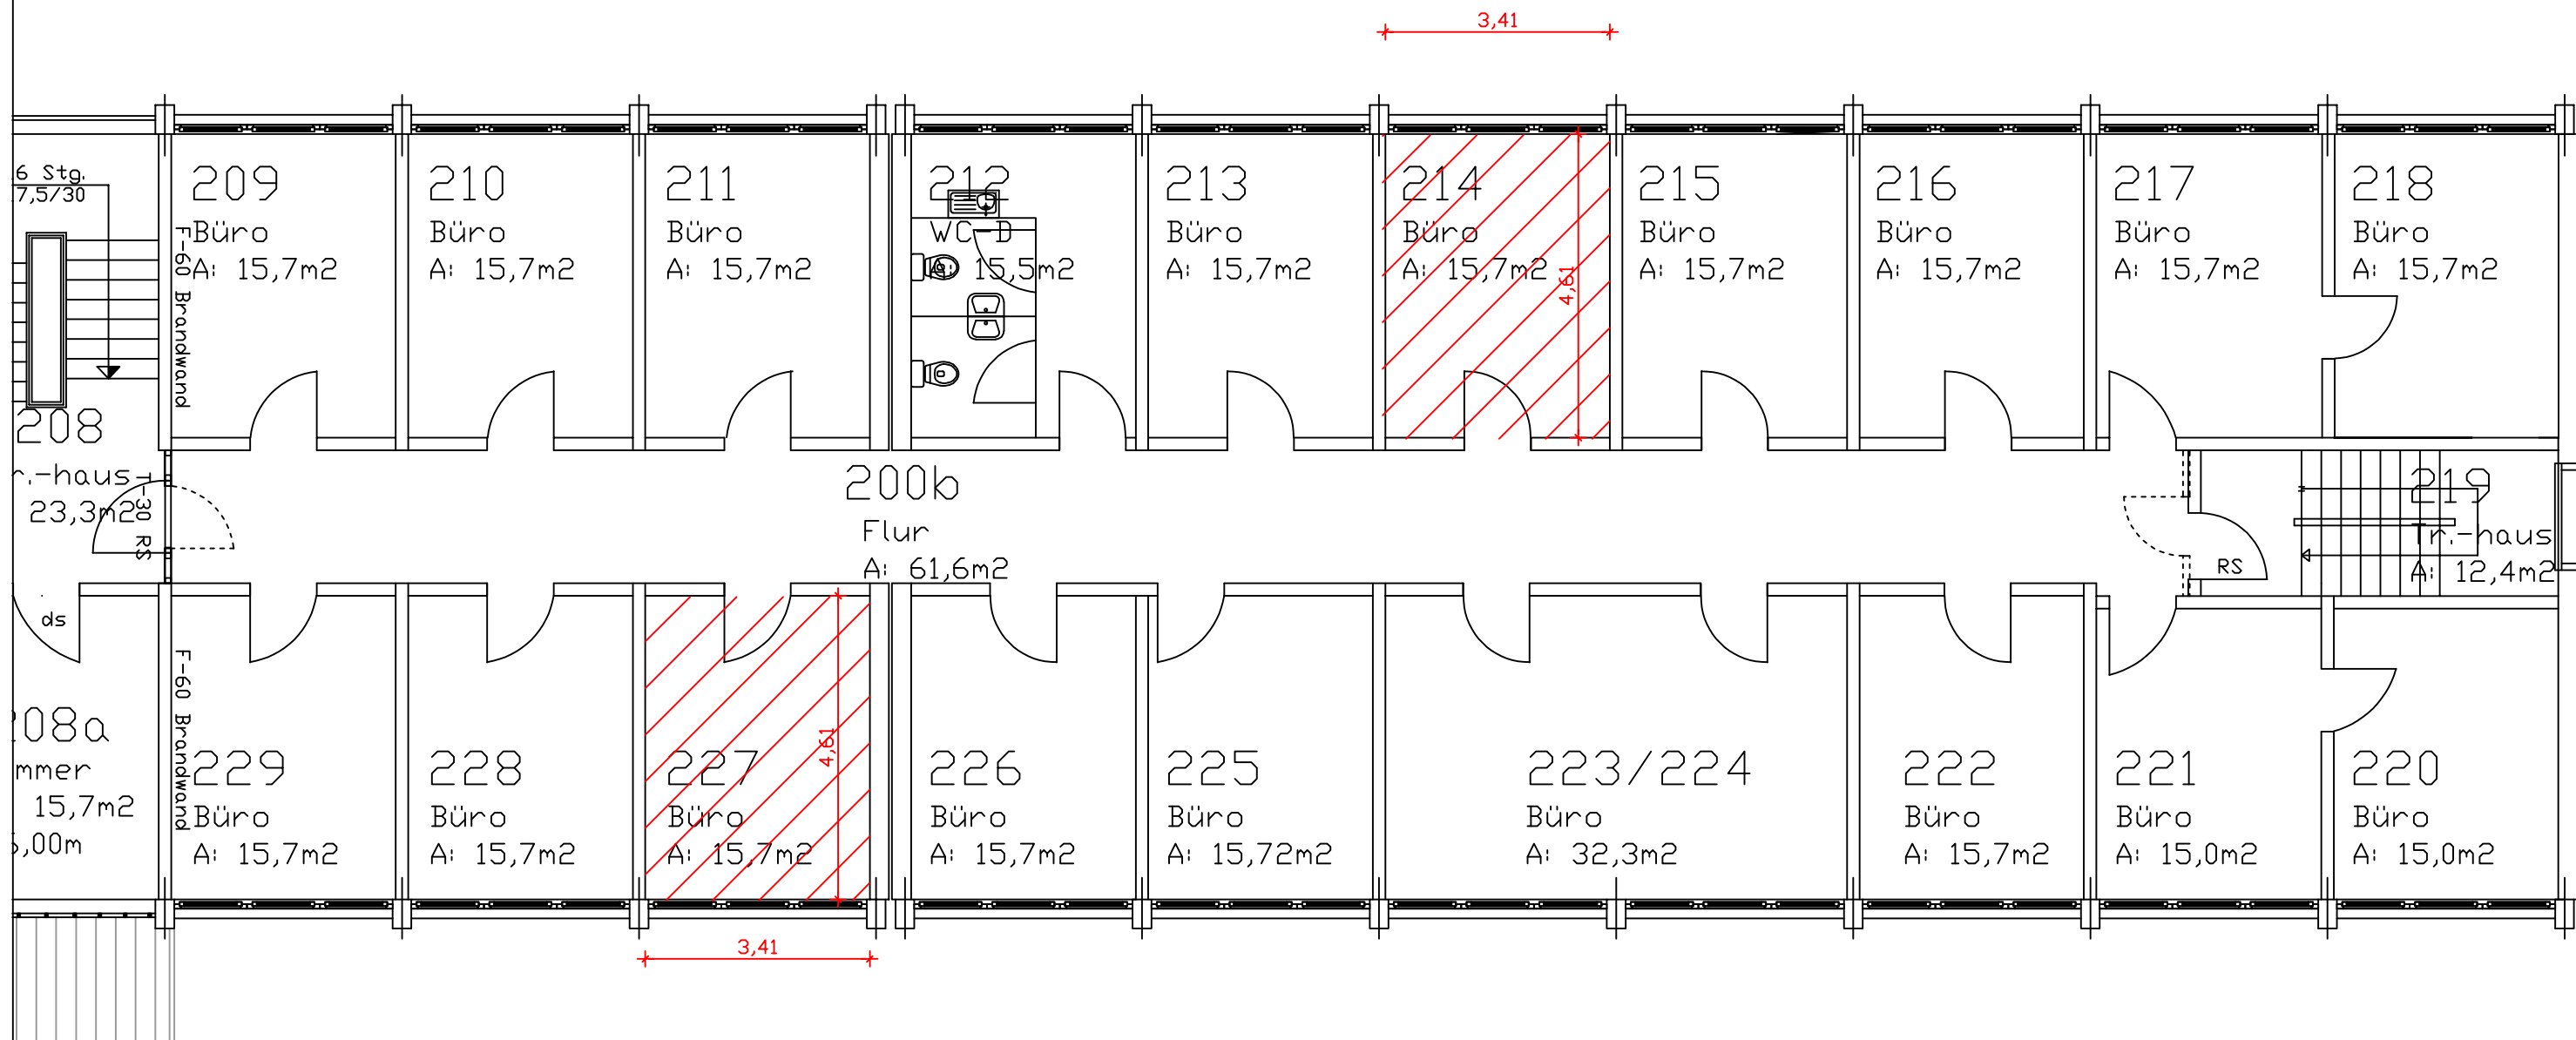 3,41
6 Stg.
7,5/30
F-60 Brandwand
209
Büro
A: 15,7m2
210
Büro
A: 15,7m2
211
Büro
A: 15,7m2
212
WC-D
A: 15,5m2
213
Büro
A: 15,7m2
214
Büro
A: 15,7m2
4,61
215
Büro
A: 15,7m2
216
Büro
A: 15,7m2
217
Büro
A: 15,7m2
218
Büro
A: 15,7m2
208
r.-haus
23,3m2
T-30 RS
200b
Flur
A: 61,6m2
RS
219
Tr.-haus
A: 12,4m2
ds
08a
mmer
15,7m2
,00m
F-60 Brandwand
229
Büro
A: 15,7m2
228
Büro
A: 15,7m2
227
Büro
A: 15,7m2
4,61
226
Büro
A: 15,7m2
225
Büro
A: 15,72m2
223/224
Büro
A: 32,3m2
222
Büro
A: 15,7m2
221
Büro
A: 15,0m2
220
Büro
A: 15,0m2
3,41